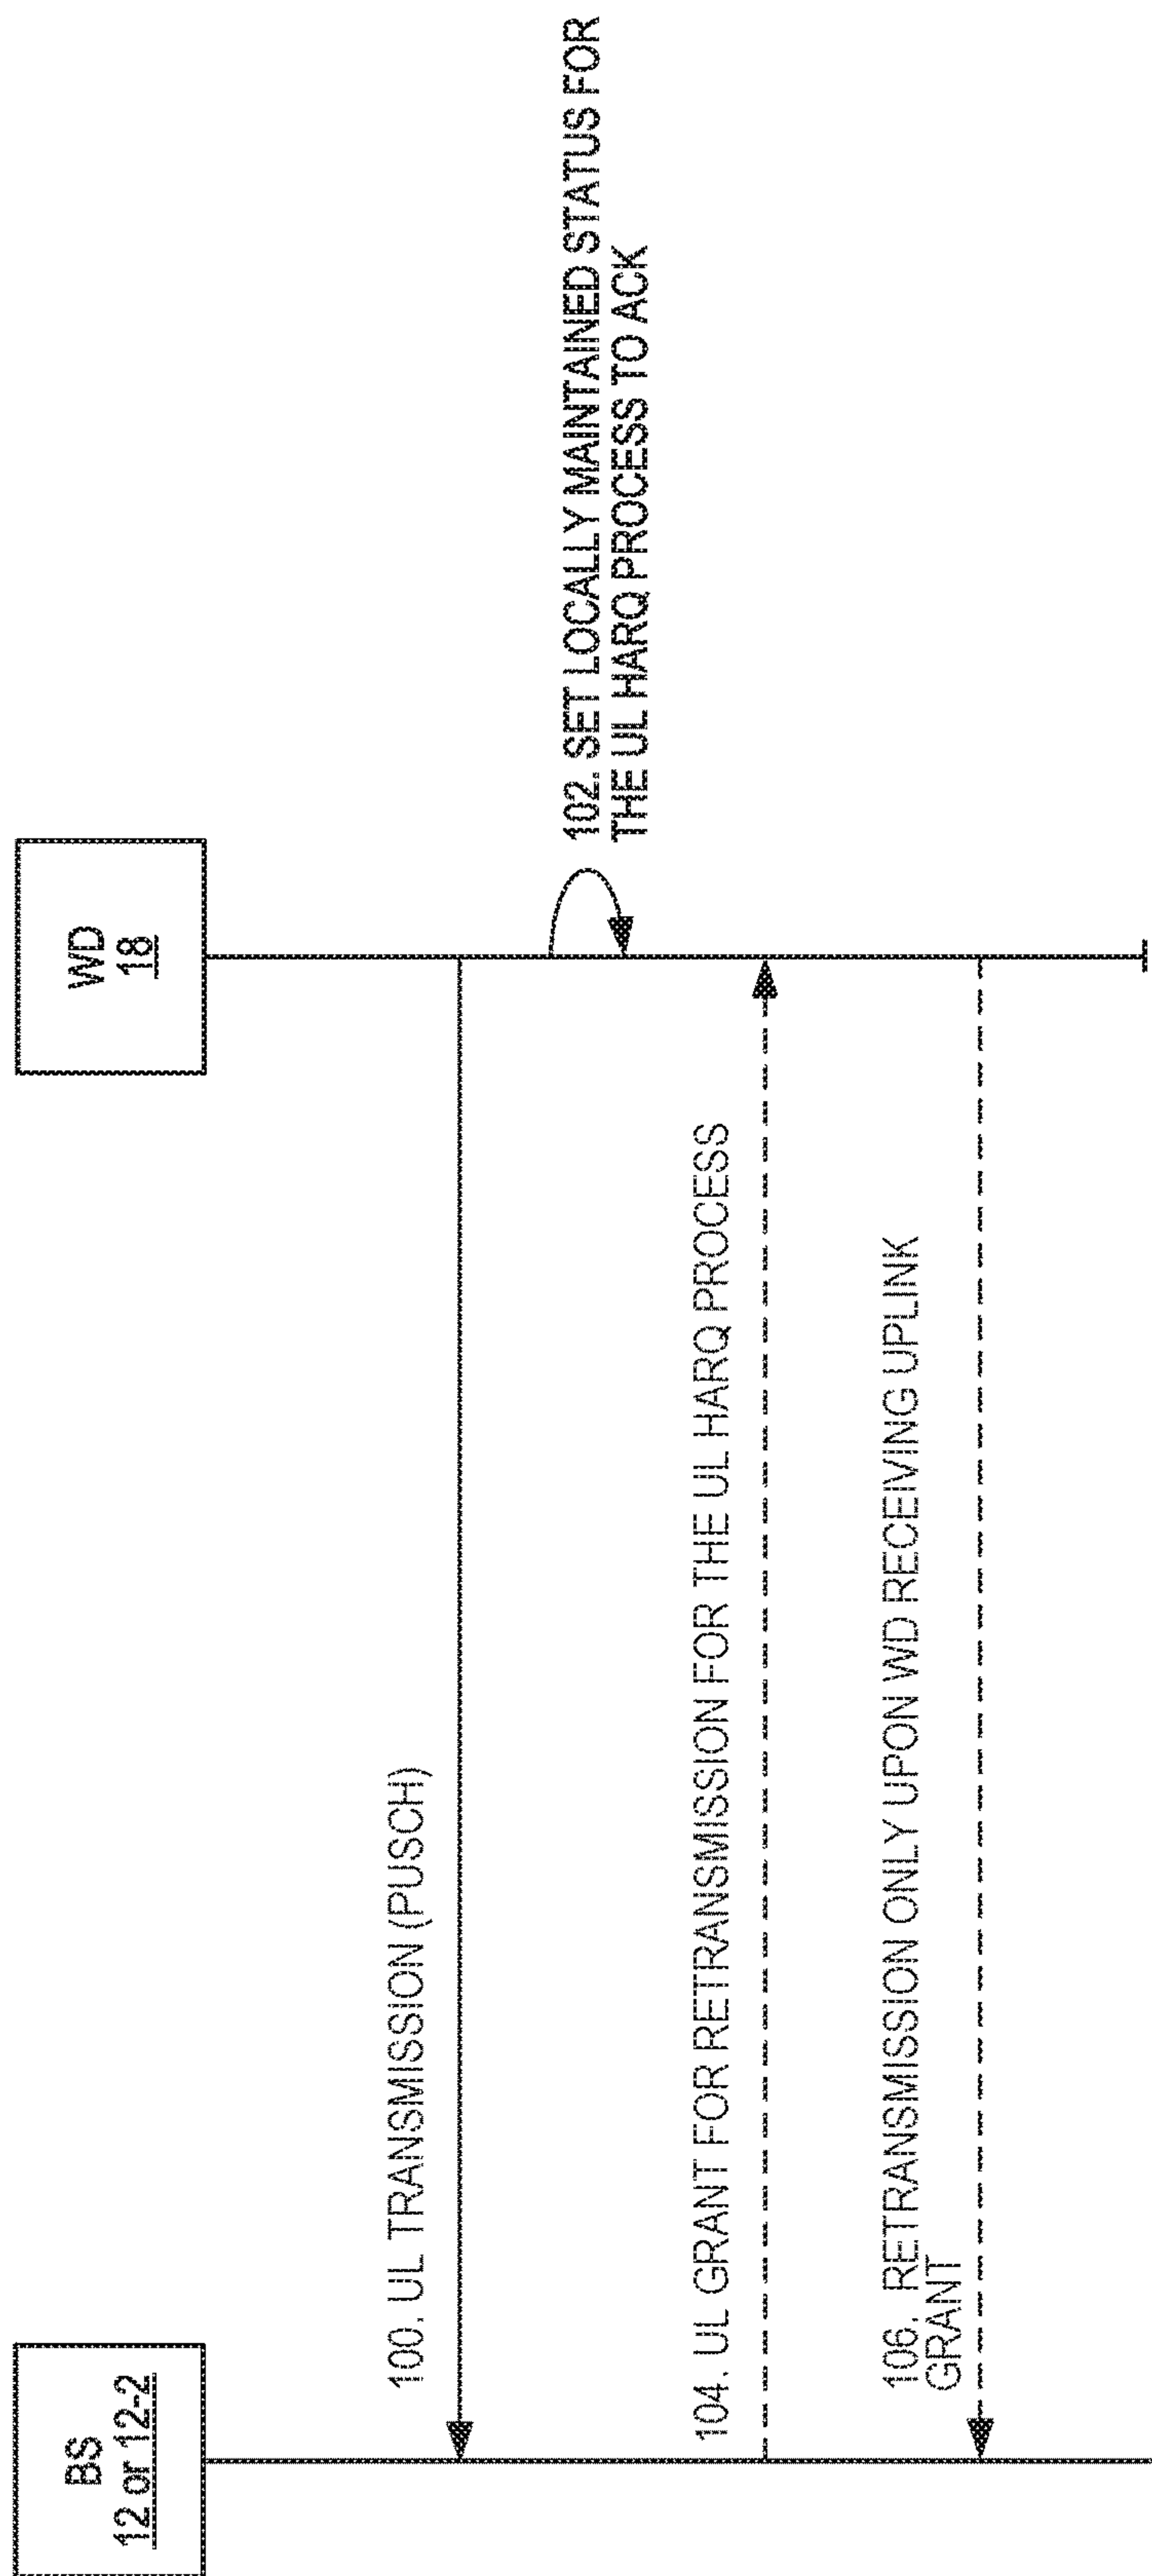 BS
12 or 12-2
WD
18
100. UL TRANSMISSION (PUSCH)
102. SET LOCALLY MAINTAINED STATUS FOR
THE UL HARQ PROCESS TO ACK
104. UL GRANT FOR RETRANSMISSION FOR THE UL HARQ PROCESS
106. RETRANSMISSION ONLY UPON WD RECEIVING UPLINK
GRANT